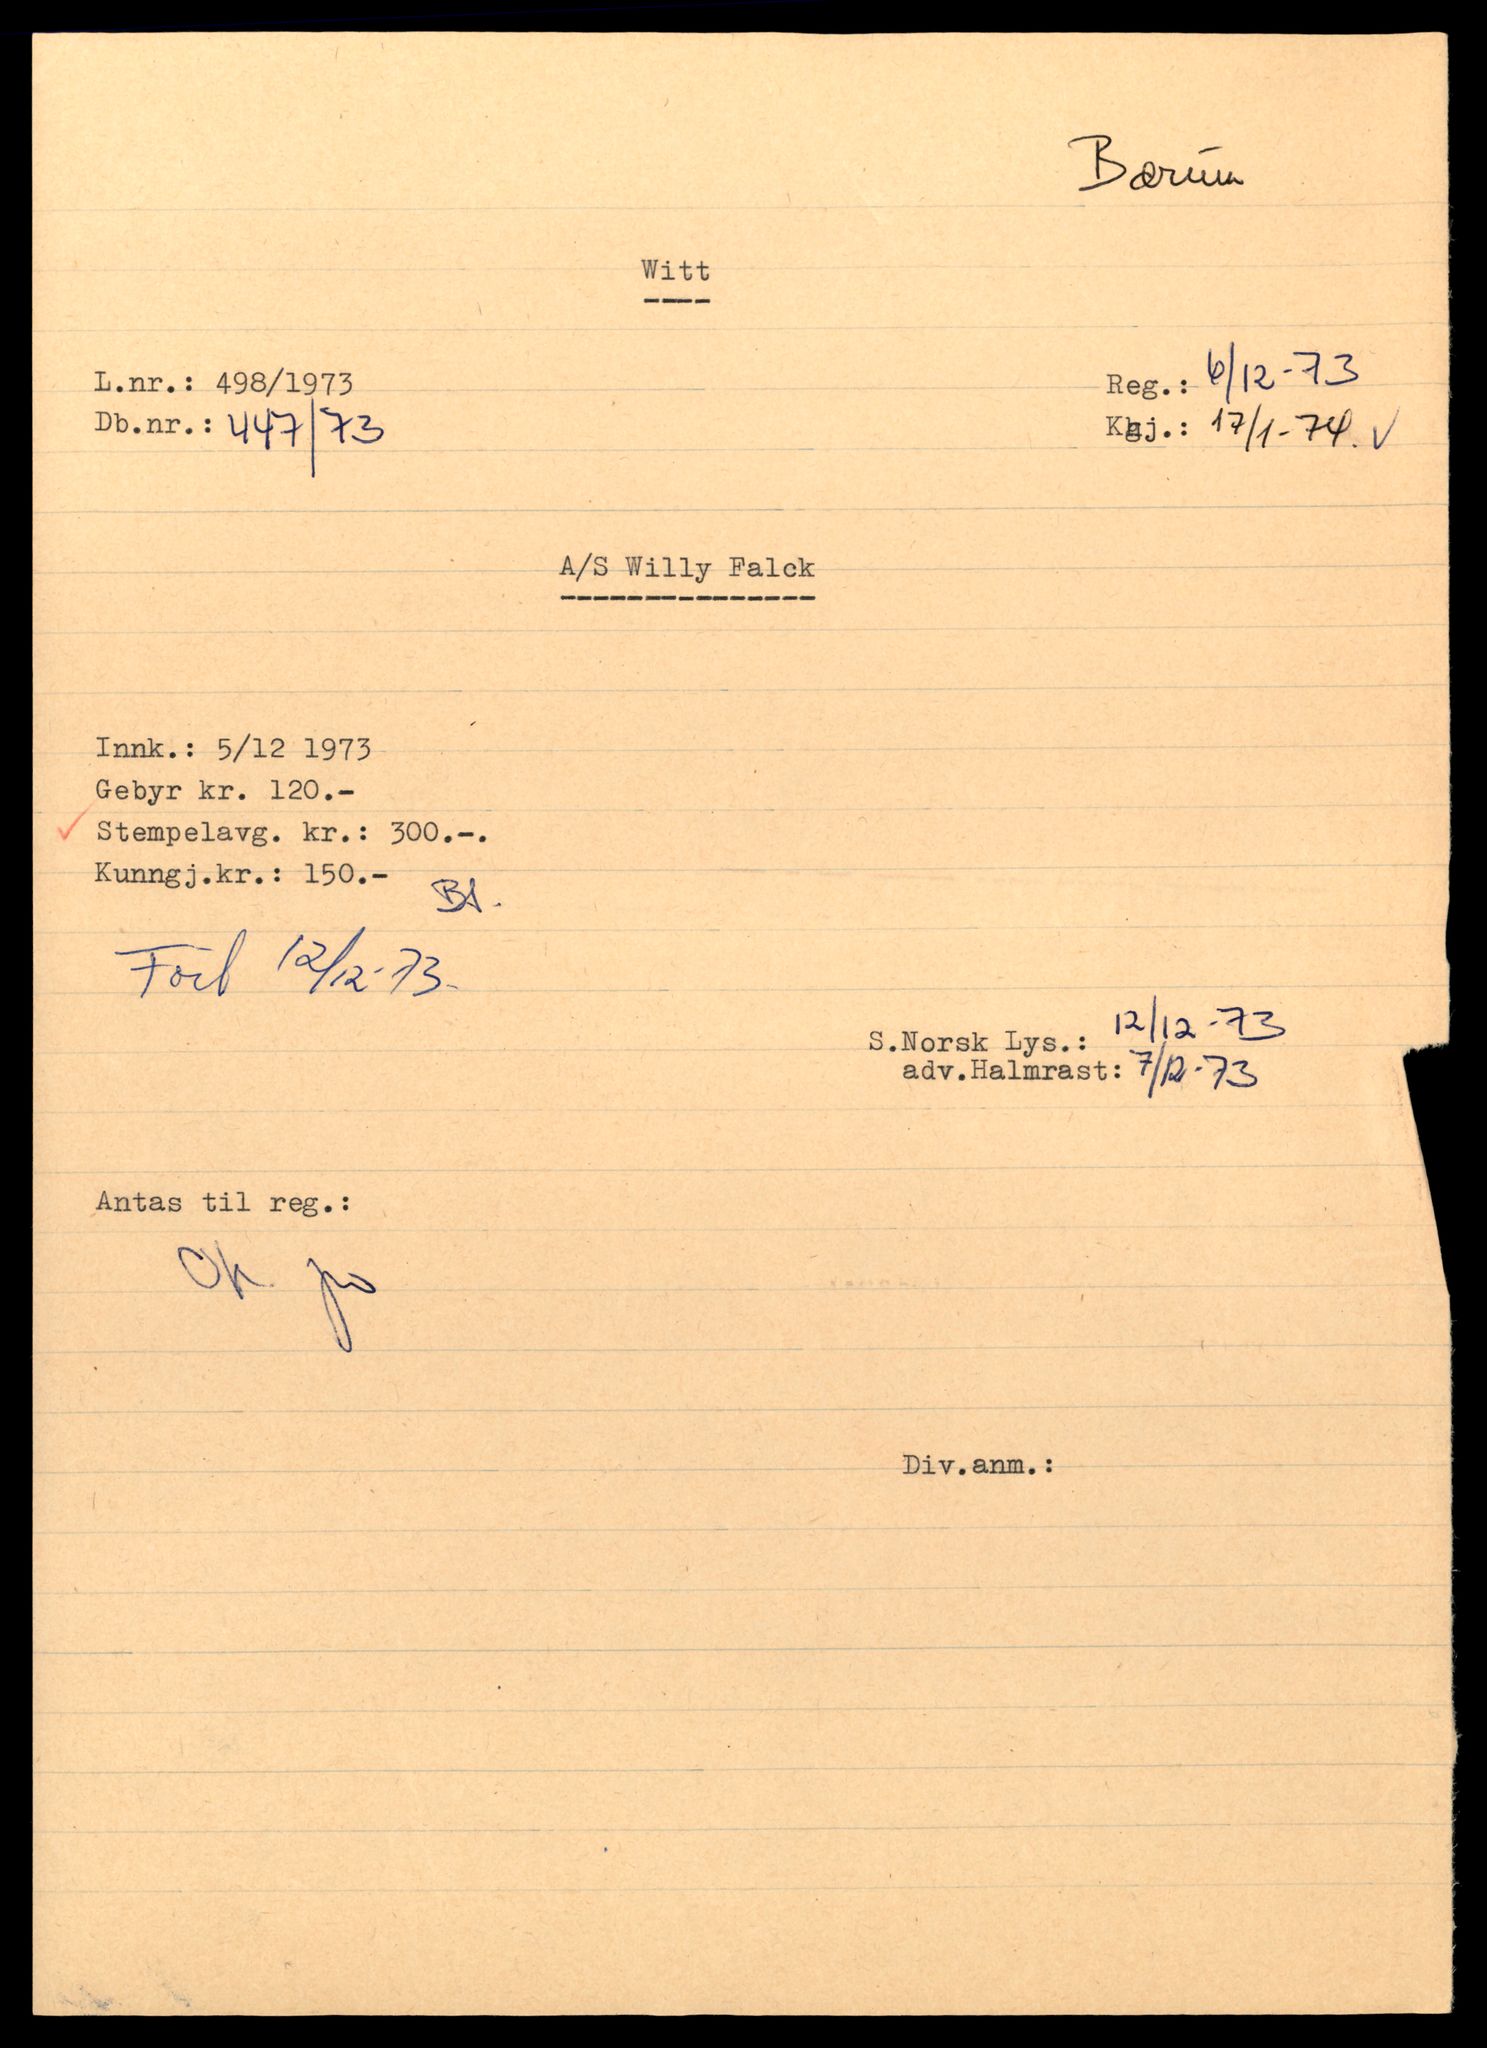 Bærum
Witt
L.nr.: 498/1973
Reg.: 6/12-73
Db.nr.: 447/73
Kgj.: 17/1-74. ✓
A/S Willy Falck
Innk.: 5/12 1973
Gebyr kr. 120.-
✓ Stempelavg. kr.: 300.-.
Kunngj.kr.: 150.-
12/12-73-
S.Norsk Lys.: 12/12-73
adv.Halmrast: 7/12-73
Antas til reg.:
Ok
Div.anm.: